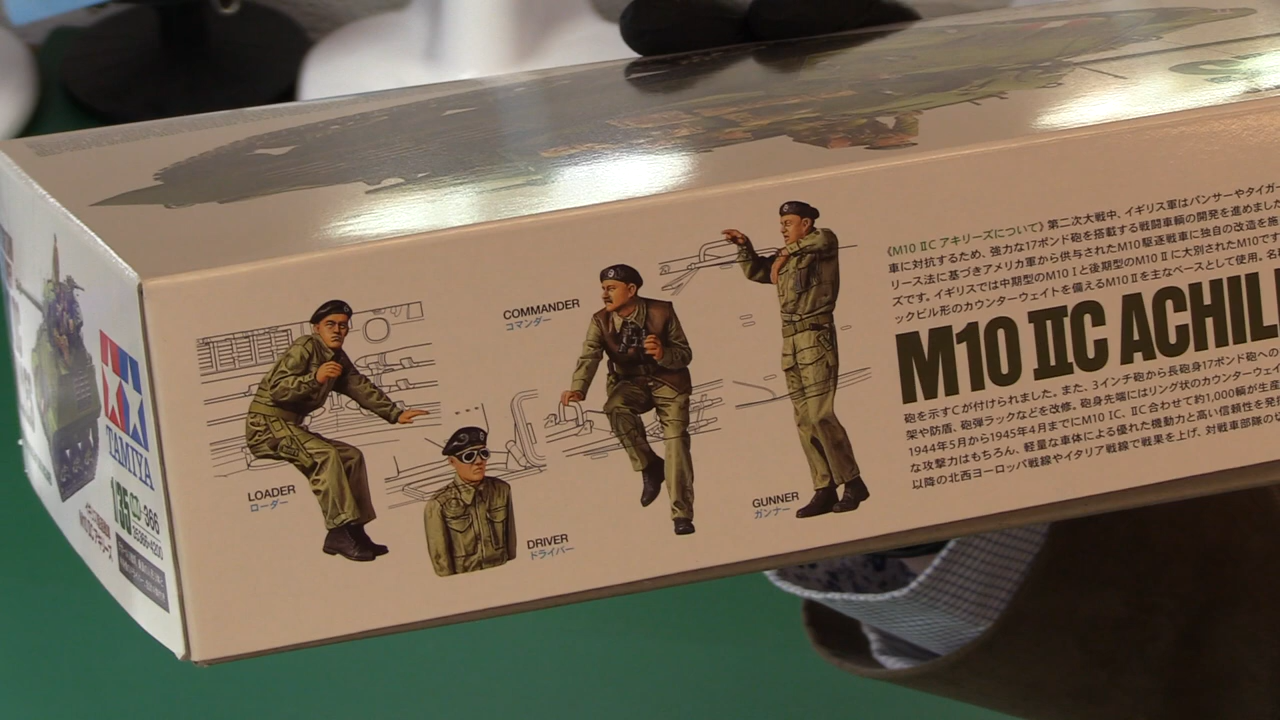 TAMIYA
1/35
366
35366-4200
LOADER
ローダー
DRIVER
ドライバー
COMMANDER
コマンダー
GUNNER
ガンナー
《M10 IIC アキリーズについて》第二次大戦中、イギリス軍はパンサーやタイガー
車に対抗するため、強力な17ポンド砲を搭載する戦闘車輌の開発を進めました
リース法に基づきアメリカ軍から供与されたM10駆逐戦車に独自の改造を施
ズです。イギリスでは中期型のM10 Iと後期型のM10 IIに大別されたM10です
ックビル形のカウンターウェイトを備えるM10 IIを主なベースとして使用。名
M10 IIC ACHIL
砲を示すCが付けられました。また、3インチ砲から長砲身17ポンド砲への
架や防盾、砲弾ラックなどを改修。砲身先端にはリング状のカウンターウェイ
1944年5月から1945年4月までにM10 IC、IIC合わせて約1,000輌が生産
な攻撃力はもちろん、軽量な車体による優れた機動力と高い信頼性を発
以降の北西ヨーロッパ戦線やイタリア戦線で戦果を上げ、対戦車部隊の